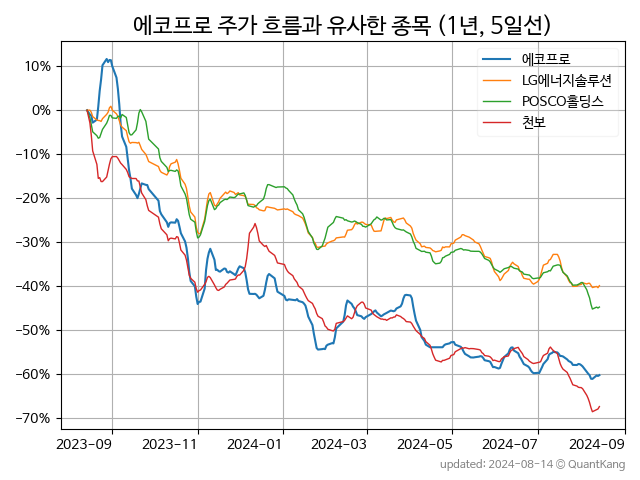 에코프로 주가 흐름과 유사한 종목 (1년, 5일선)
에코프로
LG에너지솔루션
POSCO홀딩스
천보
10%
0%
−10%
−20%
−30%
−40%
−50%
−60%
−70%
2023-09 2023-11 2024-01 2024-03 2024-05 2024-07 2024-09
updated: 2024-08-14 © QuantKang